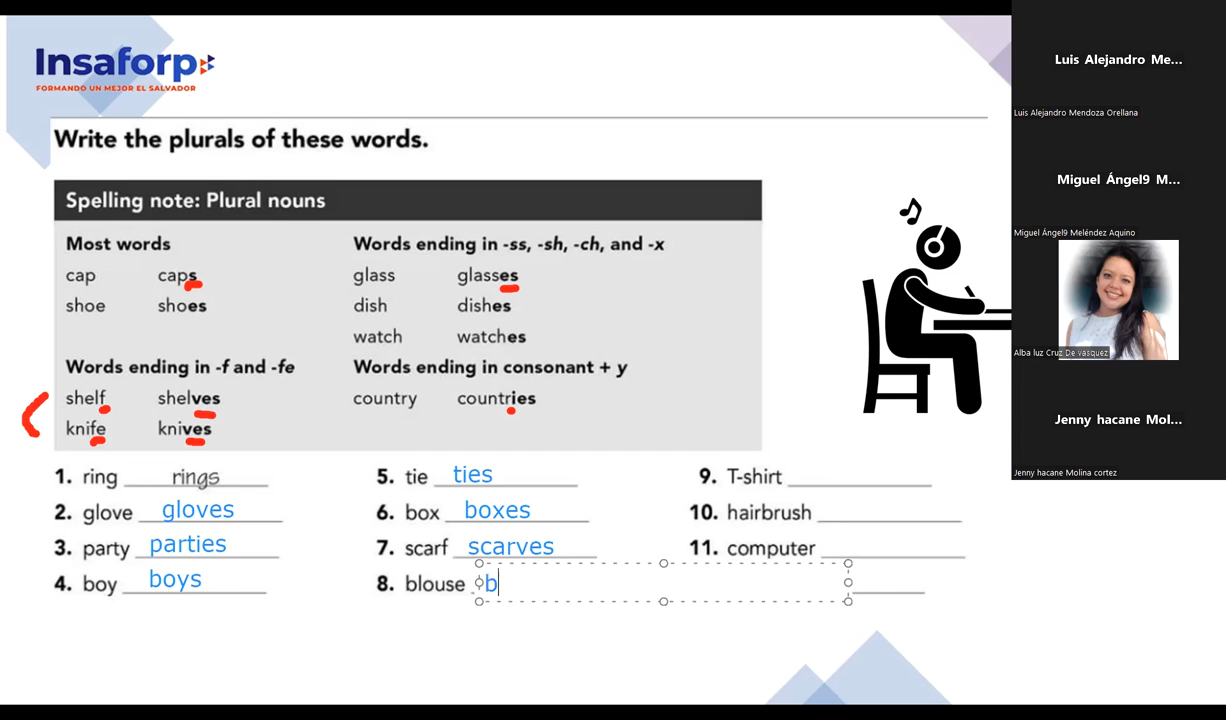 Insaforp
FORMANDO UN MEJOR EL SALVADOR
Write the plurals of these words.
Spelling note: Plural nouns
Most words
cap caps
shoe shoes
Words ending in -f and -fe
shelf shelves
knife knives
Words ending in -ss, -sh, -ch, and -x
glass glasses
dish dishes
watch watches
Words ending in consonant + y
country countries
1. ring rings
2. glove gloves
3. party parties
4. boy boys
5. tie ties
6. box boxes
7. scarf scarves
8. blouse b
9. T-shirt
10. hairbrush
11. computer
Luis Alejandro Me...
Luis Alejandro Mendoza Orellana
Miguel Ángel9 M...
Miguel Ángel9 Meléndez Aquino
Alba luz Cruz De vasquez
Jenny hacane Mol...
Jenny hacane Molina cortez